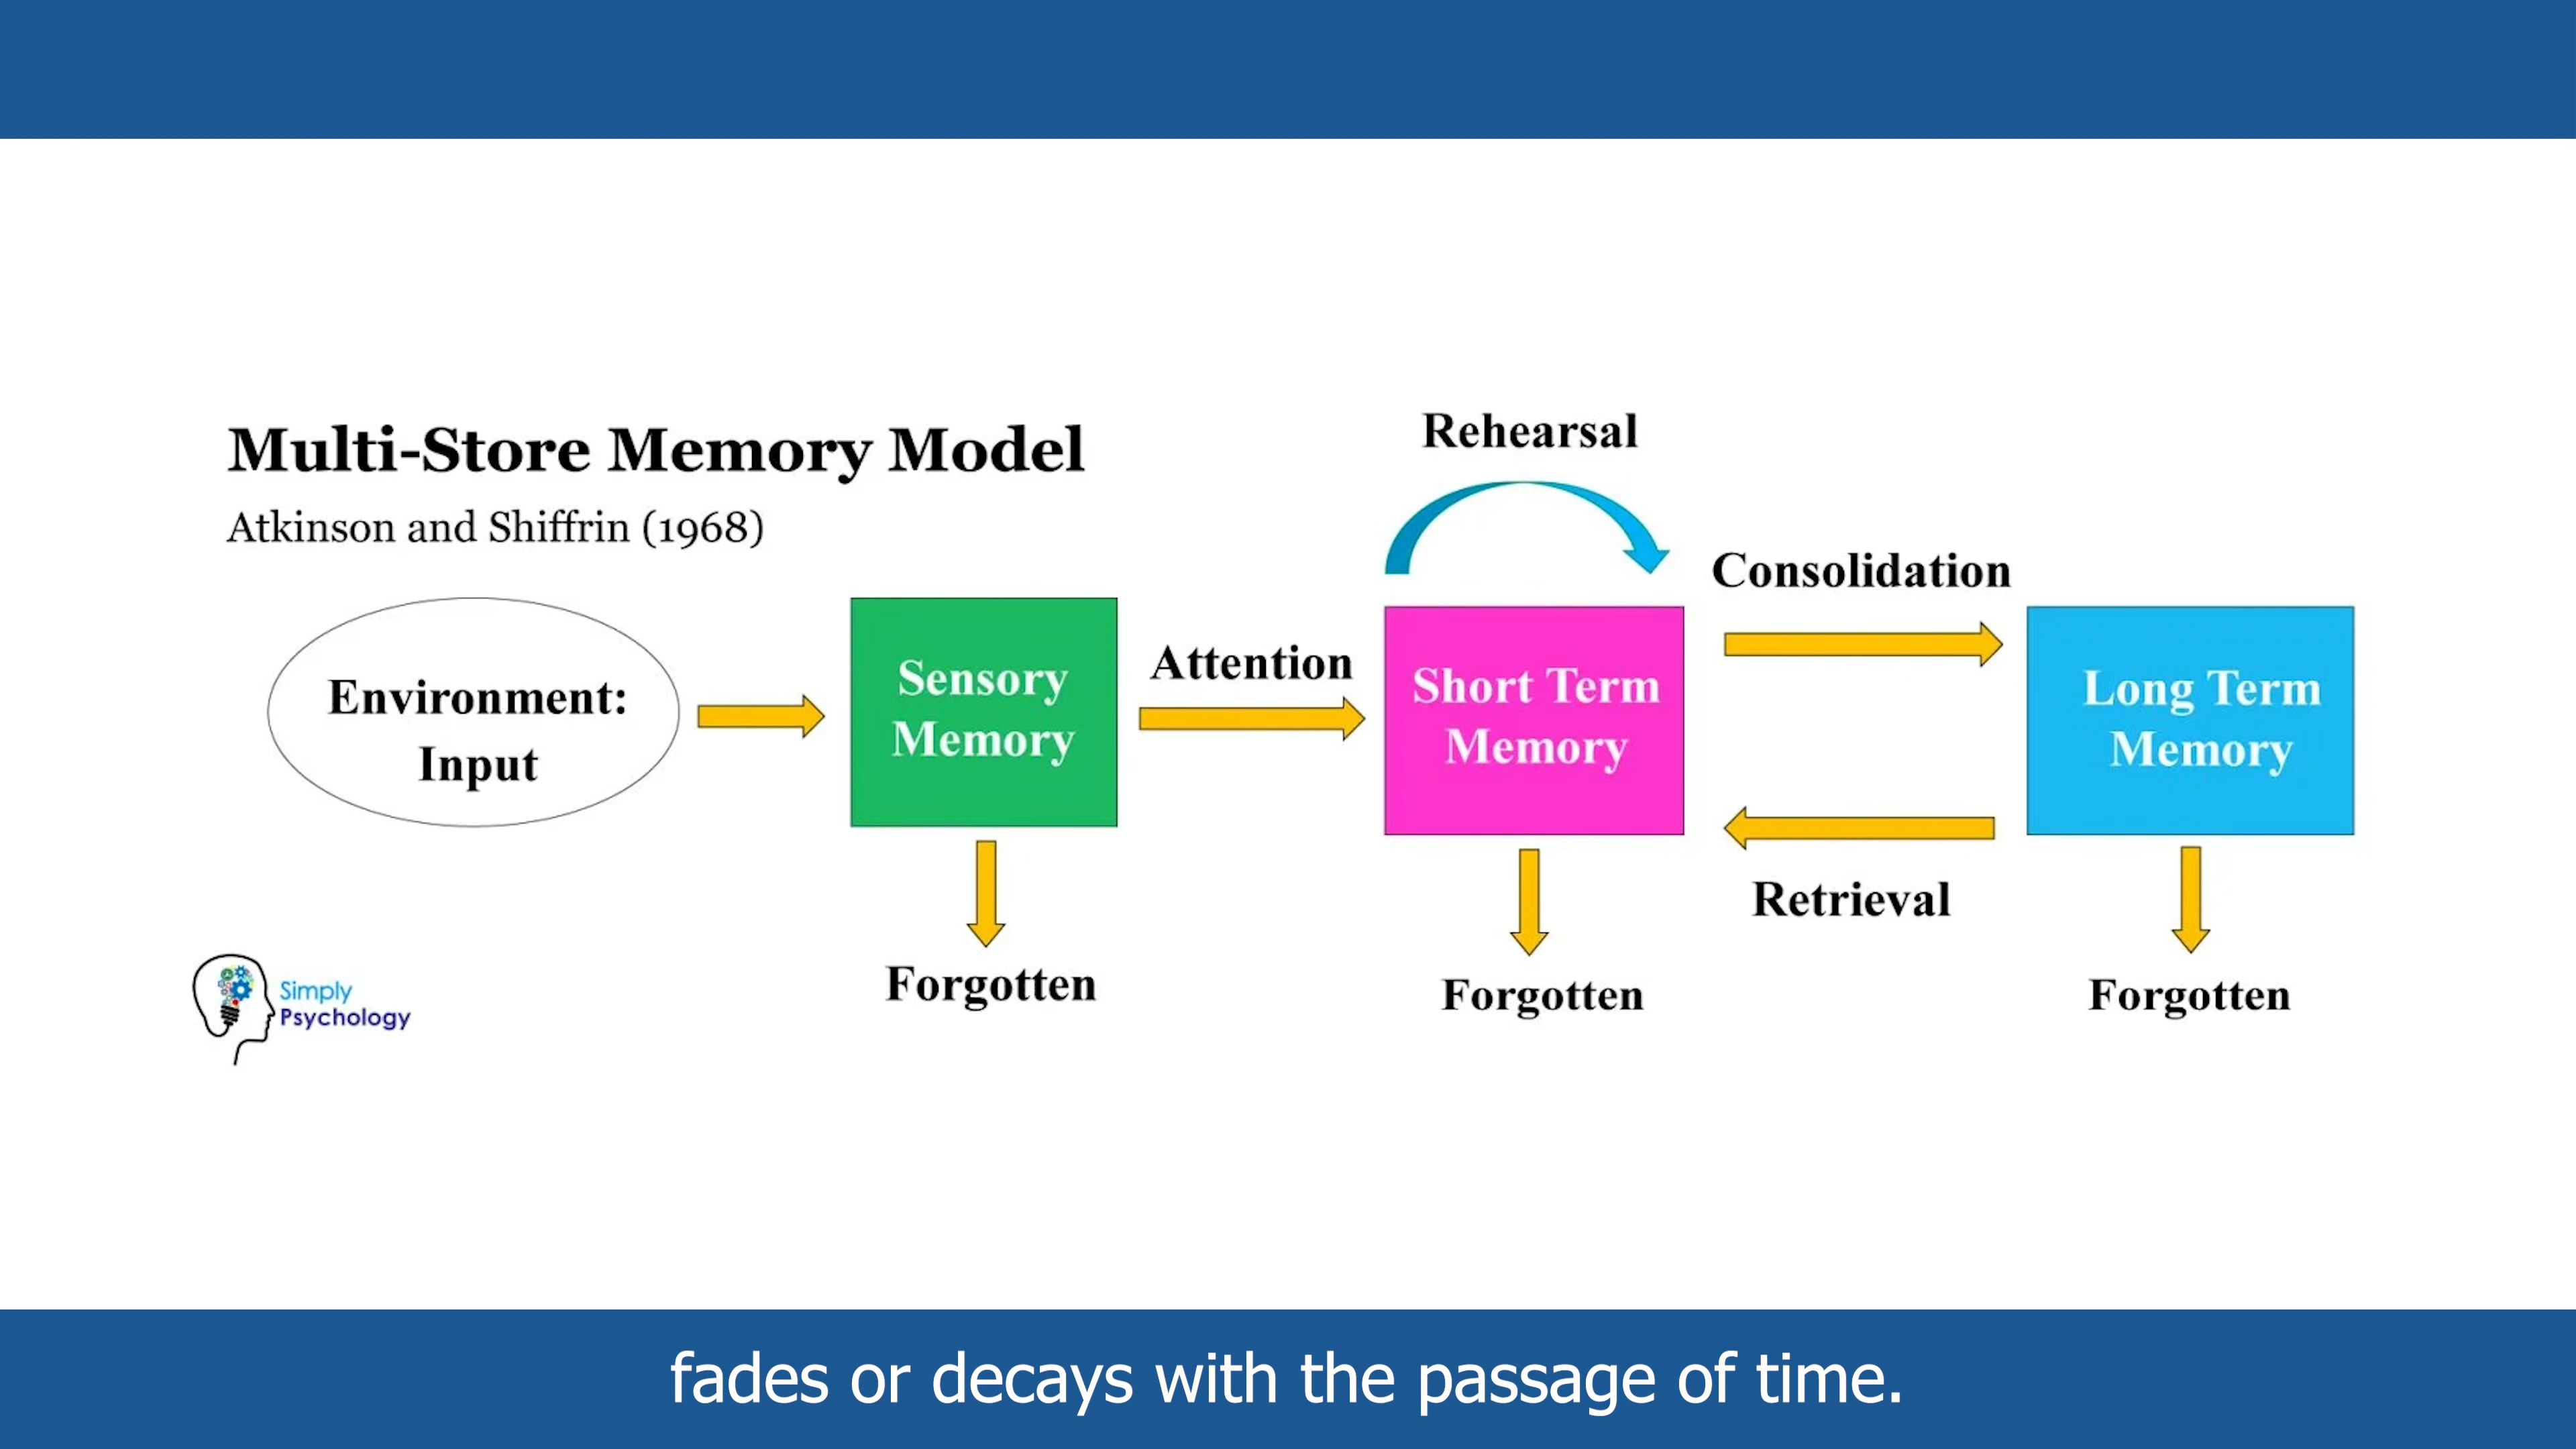 Multi-Store Memory Model
Atkinson and Shiffrin (1968)
Environment:
Input
Sensory
Memory
Forgotten
Attention
Rehearsal
Short Term
Memory
Forgotten
Consolidation
Retrieval
Long Term
Memory
Forgotten
Simply
Psychology
fades or decays with the passage of time.